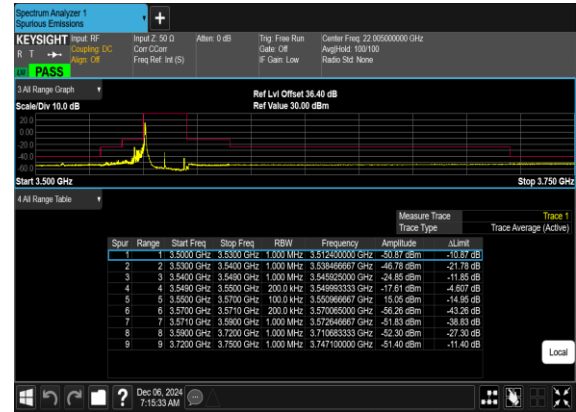 Spectrum Analyzer 1
Spurious Emissions
KEYSIGHT Input: RF Input Z: 50 Ω Atten: 0 dB Trig: Free Run Center Freq: 22.005000000 GHz
R T Coupling: DC Corr CCorr Gate: Off Avg|Hold: 100/100
Align: Off Freq Ref: Int (S) IF Gain: Low Radio Std: None
PASS
3 All Range Graph
Ref Lvl Offset 36.40 dB
Scale/Div 10.0 dB Ref Value 30.00 dBm
20.0
0.00
-20.0
-40.0
-60.0
Start 3.500 GHz Stop 3.750 GHz
4 All Range Table
Measure Trace Trace 1
Trace Type Trace Average (Active)
Spur Range Start Freq Stop Freq RBW Frequency Amplitude ΔLimit
1 1 3.5000 GHz 3.5300 GHz 1.000 MHz 3.512400000 GHz -50.87 dBm -10.87 dB
2 2 3.5300 GHz 3.5400 GHz 1.000 MHz 3.538466667 GHz -46.78 dBm -21.78 dB
3 3 3.5400 GHz 3.5490 GHz 1.000 MHz 3.545925000 GHz -24.85 dBm -11.85 dB
4 4 3.5490 GHz 3.5500 GHz 200.0 kHz 3.549993333 GHz -17.61 dBm -4.607 dB
5 5 3.5500 GHz 3.5700 GHz 100.0 kHz 3.550966667 GHz 15.05 dBm -14.95 dB
6 6 3.5700 GHz 3.5710 GHz 200.0 kHz 3.570065000 GHz -56.26 dBm -43.26 dB
7 7 3.5710 GHz 3.5900 GHz 1.000 MHz 3.572646667 GHz -51.83 dBm -38.83 dB
8 8 3.5900 GHz 3.7200 GHz 1.000 MHz 3.710683333 GHz -52.30 dBm -27.30 dB
9 9 3.7200 GHz 3.7500 GHz 1.000 MHz 3.747100000 GHz -51.40 dBm -11.40 dB
Local
Dec 06, 2024
7:15:33 AM